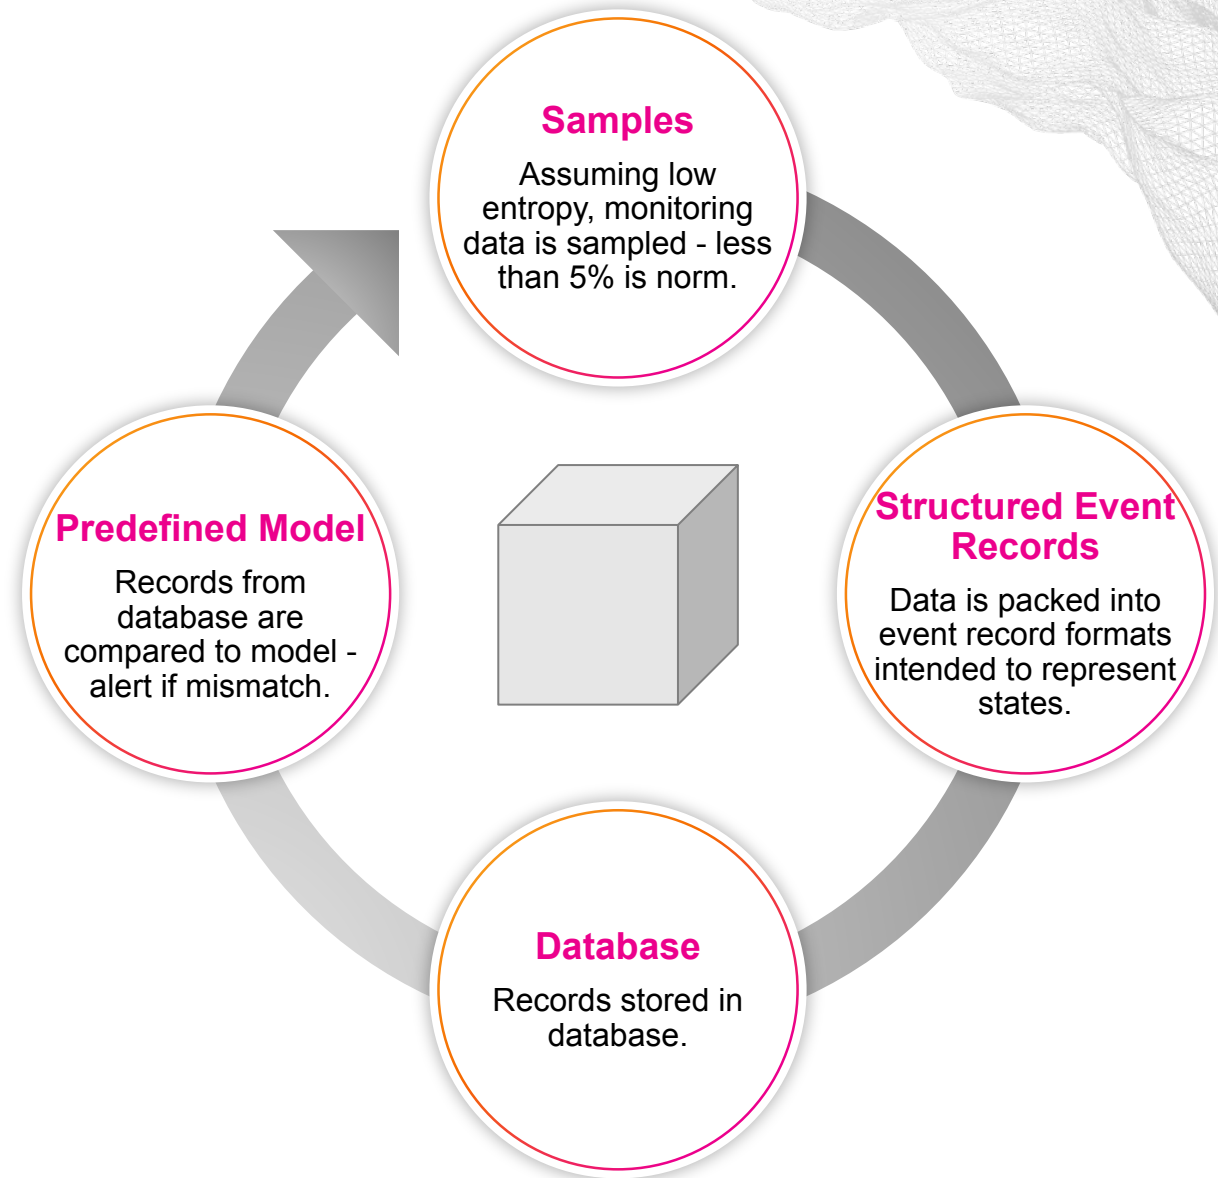 Samples
Assuming low
entropy, monitoring
data is sampled - less
than 5% is norm.
Structured Event
Records
Data is packed into
event record formats
intended to represent
states.
Database
Records stored in
database.
Predefined Model
Records from
database are
compared to model -
alert if mismatch.